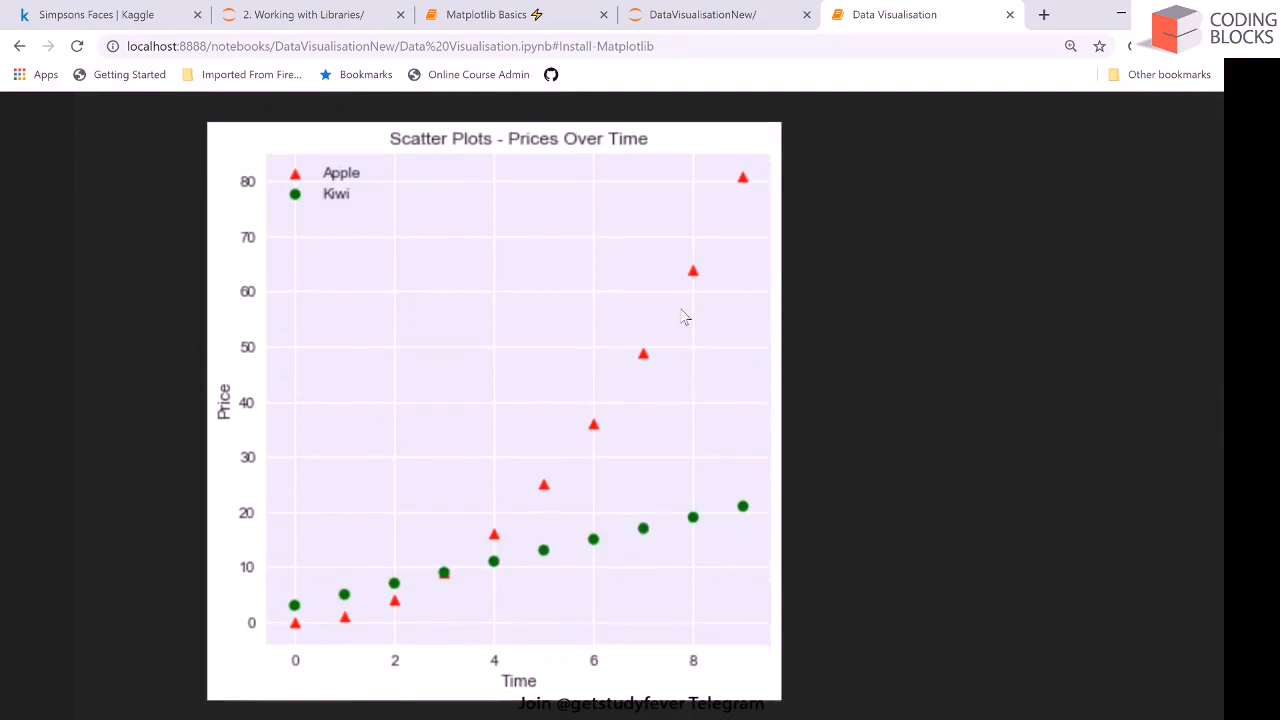 Simpsons Faces | Kaggle
2. Working with Libraries/
Matplotlib Basics ⚡
DataVisualisationNew/
Data Visualisation
CODING
BLOCKS
localhost:8888/notebooks/DataVisualisationNew/Data%20Visualisation.ipynb#Install-Matplotlib
Apps
Getting Started
Imported From Fire...
Bookmarks
Online Course Admin
Other bookmarks
Scatter Plots - Prices Over Time
Apple
Kiwi
80
70
60
50
40
30
20
10
0
Price
0 2 4 6 8
Time
Join @getstudyfever Telegram